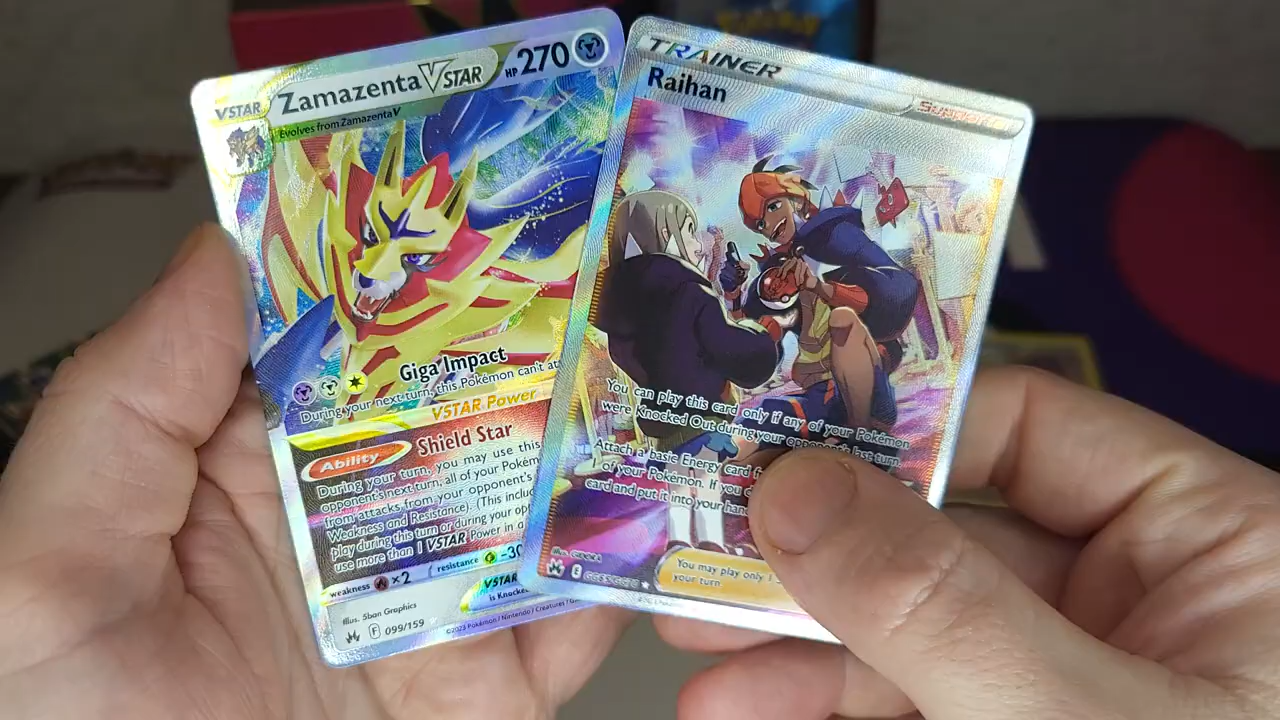 VSTAR
Zamazenta VSTAR
HP 270
Evolves from Zamazenta V
Giga Impact
During your next turn, this Pokémon can't at
VSTAR Power
Ability
Shield Star
During your turn, you may use this
opponent's next turn, all of your Pokém
from attacks from your opponent's
Weakness and Resistance). (This includ
play during this turn or during your opp
use more than 1 VSTAR Power in a
weakness ×2
resistance -30
VSTAR
is Knocke
Illus. 5ban Graphics
F 099/159
©2023 Pokémon / Nintendo / Creatures /
TRAINER
Supporter
Raihan
You can play this card only if any of your Pokémon
were Knocked Out during your opponent's last turn.
Attach a basic Energy card f
of your Pokémon. If you d
card and put it into your hand
Illus. GIDORA
E
You may play only 1
your turn